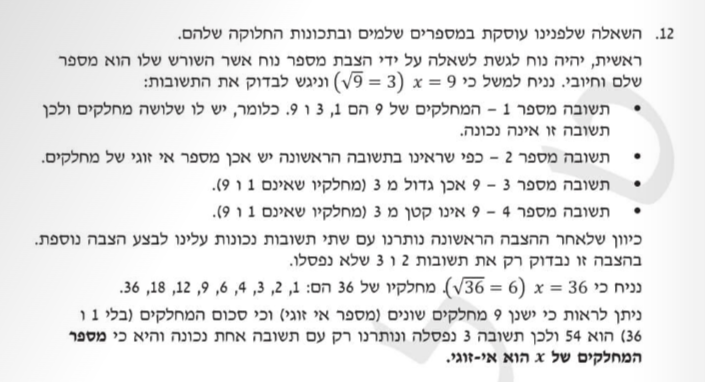 12. השאלה שלפנינו עוסקת במספרים שלמים ובתכונות החלוקה שלהם.
ראשית, יהיה נוח לגשת לשאלה על ידי הצבת מספר נוח אשר השורש שלו הוא מספר
שלם וחיובי. נניח למשל כי x = 9 (√9 = 3) וניגש לבדוק את התשובות:
• תשובה מספר 1 – המחלקים של 9 הם 1, 3 ו 9. כלומר, יש לו שלושה מחלקים ולכן
תשובה זו אינה נכונה.
• תשובה מספר 2 – כפי שראינו בתשובה הראשונה יש אכן מספר אי זוגי של מחלקים.
• תשובה מספר 3 – 9 אכן גדול מ 3 (מחלקיו שאינם 1 ו 9).
• תשובה מספר 4 – 9 אינו קטן מ 3 (מחלקיו שאינם 1 ו 9).
כיוון שלאחר ההצבה הראשונה נותרנו עם שתי תשובות נכונות עלינו לבצע הצבה נוספת.
בהצבה זו נבדוק רק את תשובות 2 ו 3 שלא נפסלו.
נניח כי x = 36 (√36 = 6). מחלקיו של 36 הם: 1, 2, 3, 4, 6, 9, 12, 18, 36.
ניתן לראות כי ישנן 9 מחלקים שונים (מספר אי זוגי) וכי סכום המחלקים (בלי 1 ו
36) הוא 54 ולכן תשובה 3 נפסלה ונותרנו רק עם תשובה אחת נכונה והיא כי מספר
המחלקים של x הוא אי-זוגי.